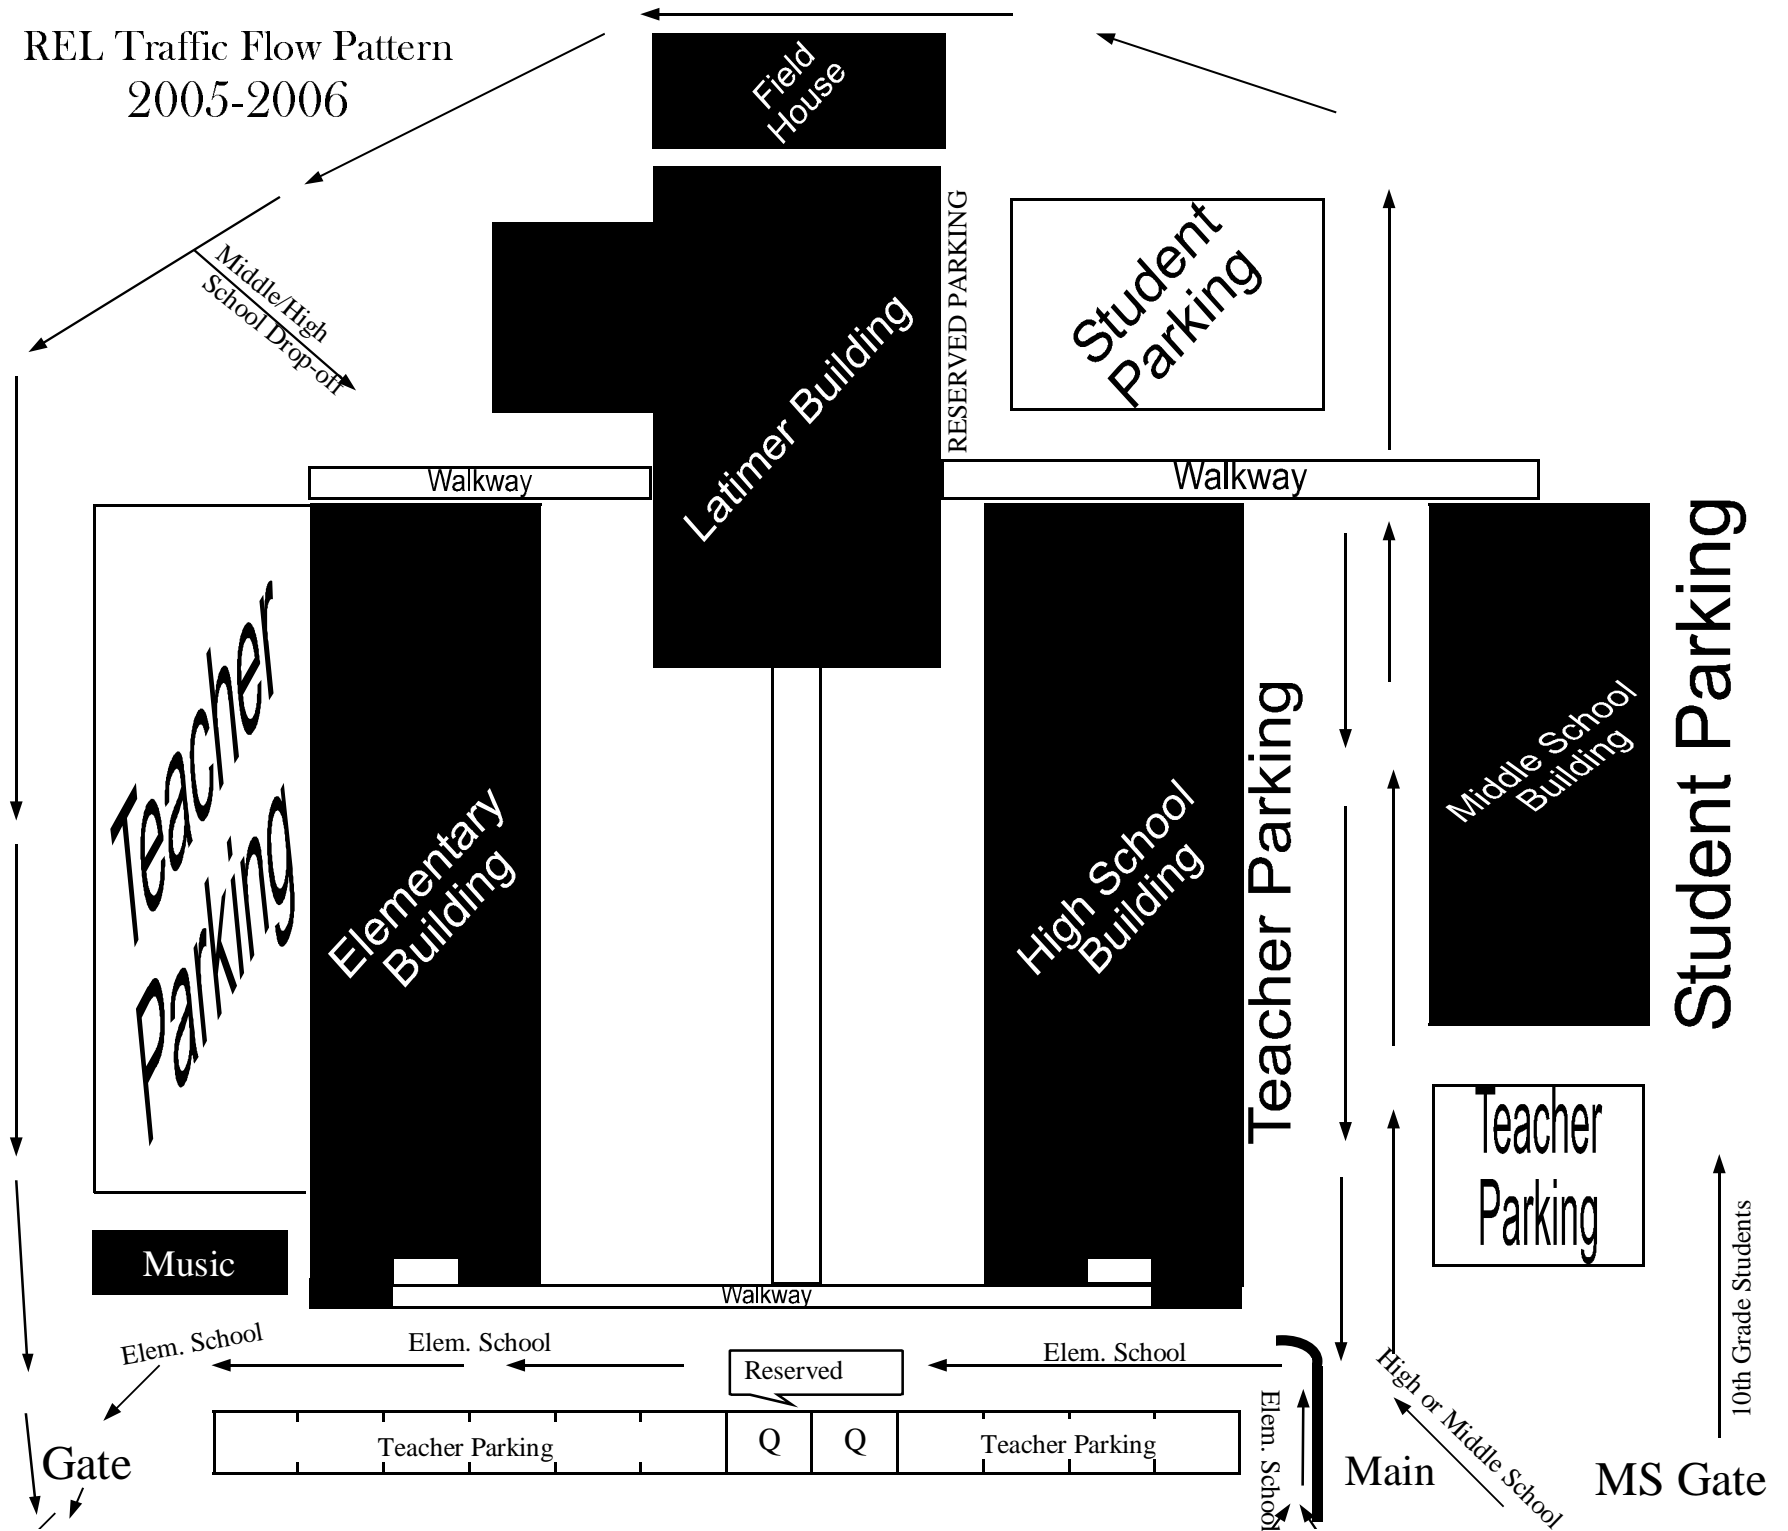 REL Traffic Flow Pattern
2005-2006
Field
House
RESERVED PARKING
Student
Parking
Middle/High
School Drop-off
Latimer Building
Walkway
Walkway
Teacher
Parking
Elementary
Building
High School
Building
Teacher Parking
Middle School
Building
Student Parking
Teacher
Parking
Music
Walkway
10th Grade Students
Elem. School
Elem. School
Elem. School
Reserved
High or Middle School
Elem. School
Gate
Teacher Parking
Q
Q
Teacher Parking
Main
MS Gate